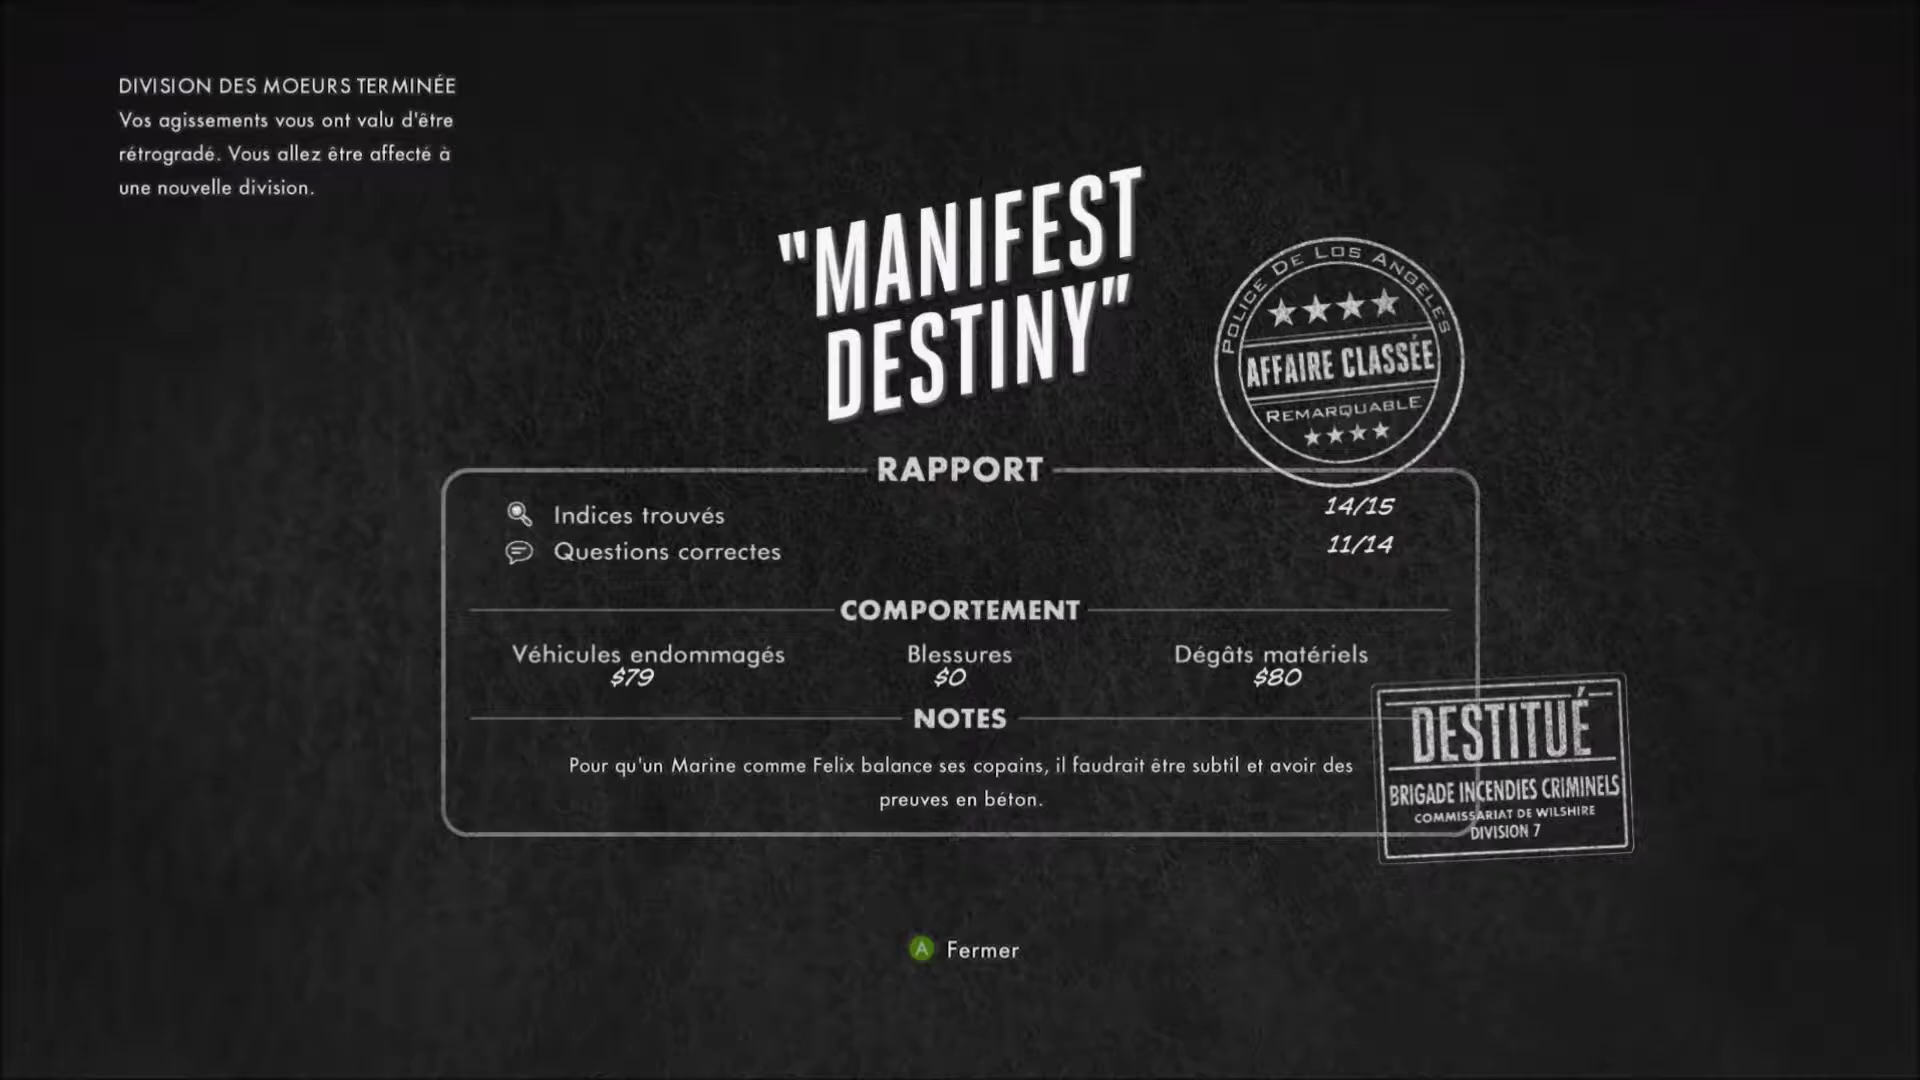 DIVISION DES MOEURS TERMINÉE
Vos agissements vous ont valu d'être
rétrogradé. Vous allez être affecté à
une nouvelle division.
"MANIFEST
DESTINY"
POLICE DE LOS ANGELES
AFFAIRE CLASSÉE
REMARQUABLE
RAPPORT
Indices trouvés 14/15
Questions correctes 11/14
COMPORTEMENT
Véhicules endommagés Blessures Dégâts matériels
$79 $0 $80
NOTES
Pour qu'un Marine comme Felix balance ses copains, il faudrait être subtil et avoir des
preuves en béton.
DESTITUÉ
BRIGADE INCENDIES CRIMINELS
COMMISSARIAT DE WILSHIRE
DIVISION 7
A Fermer